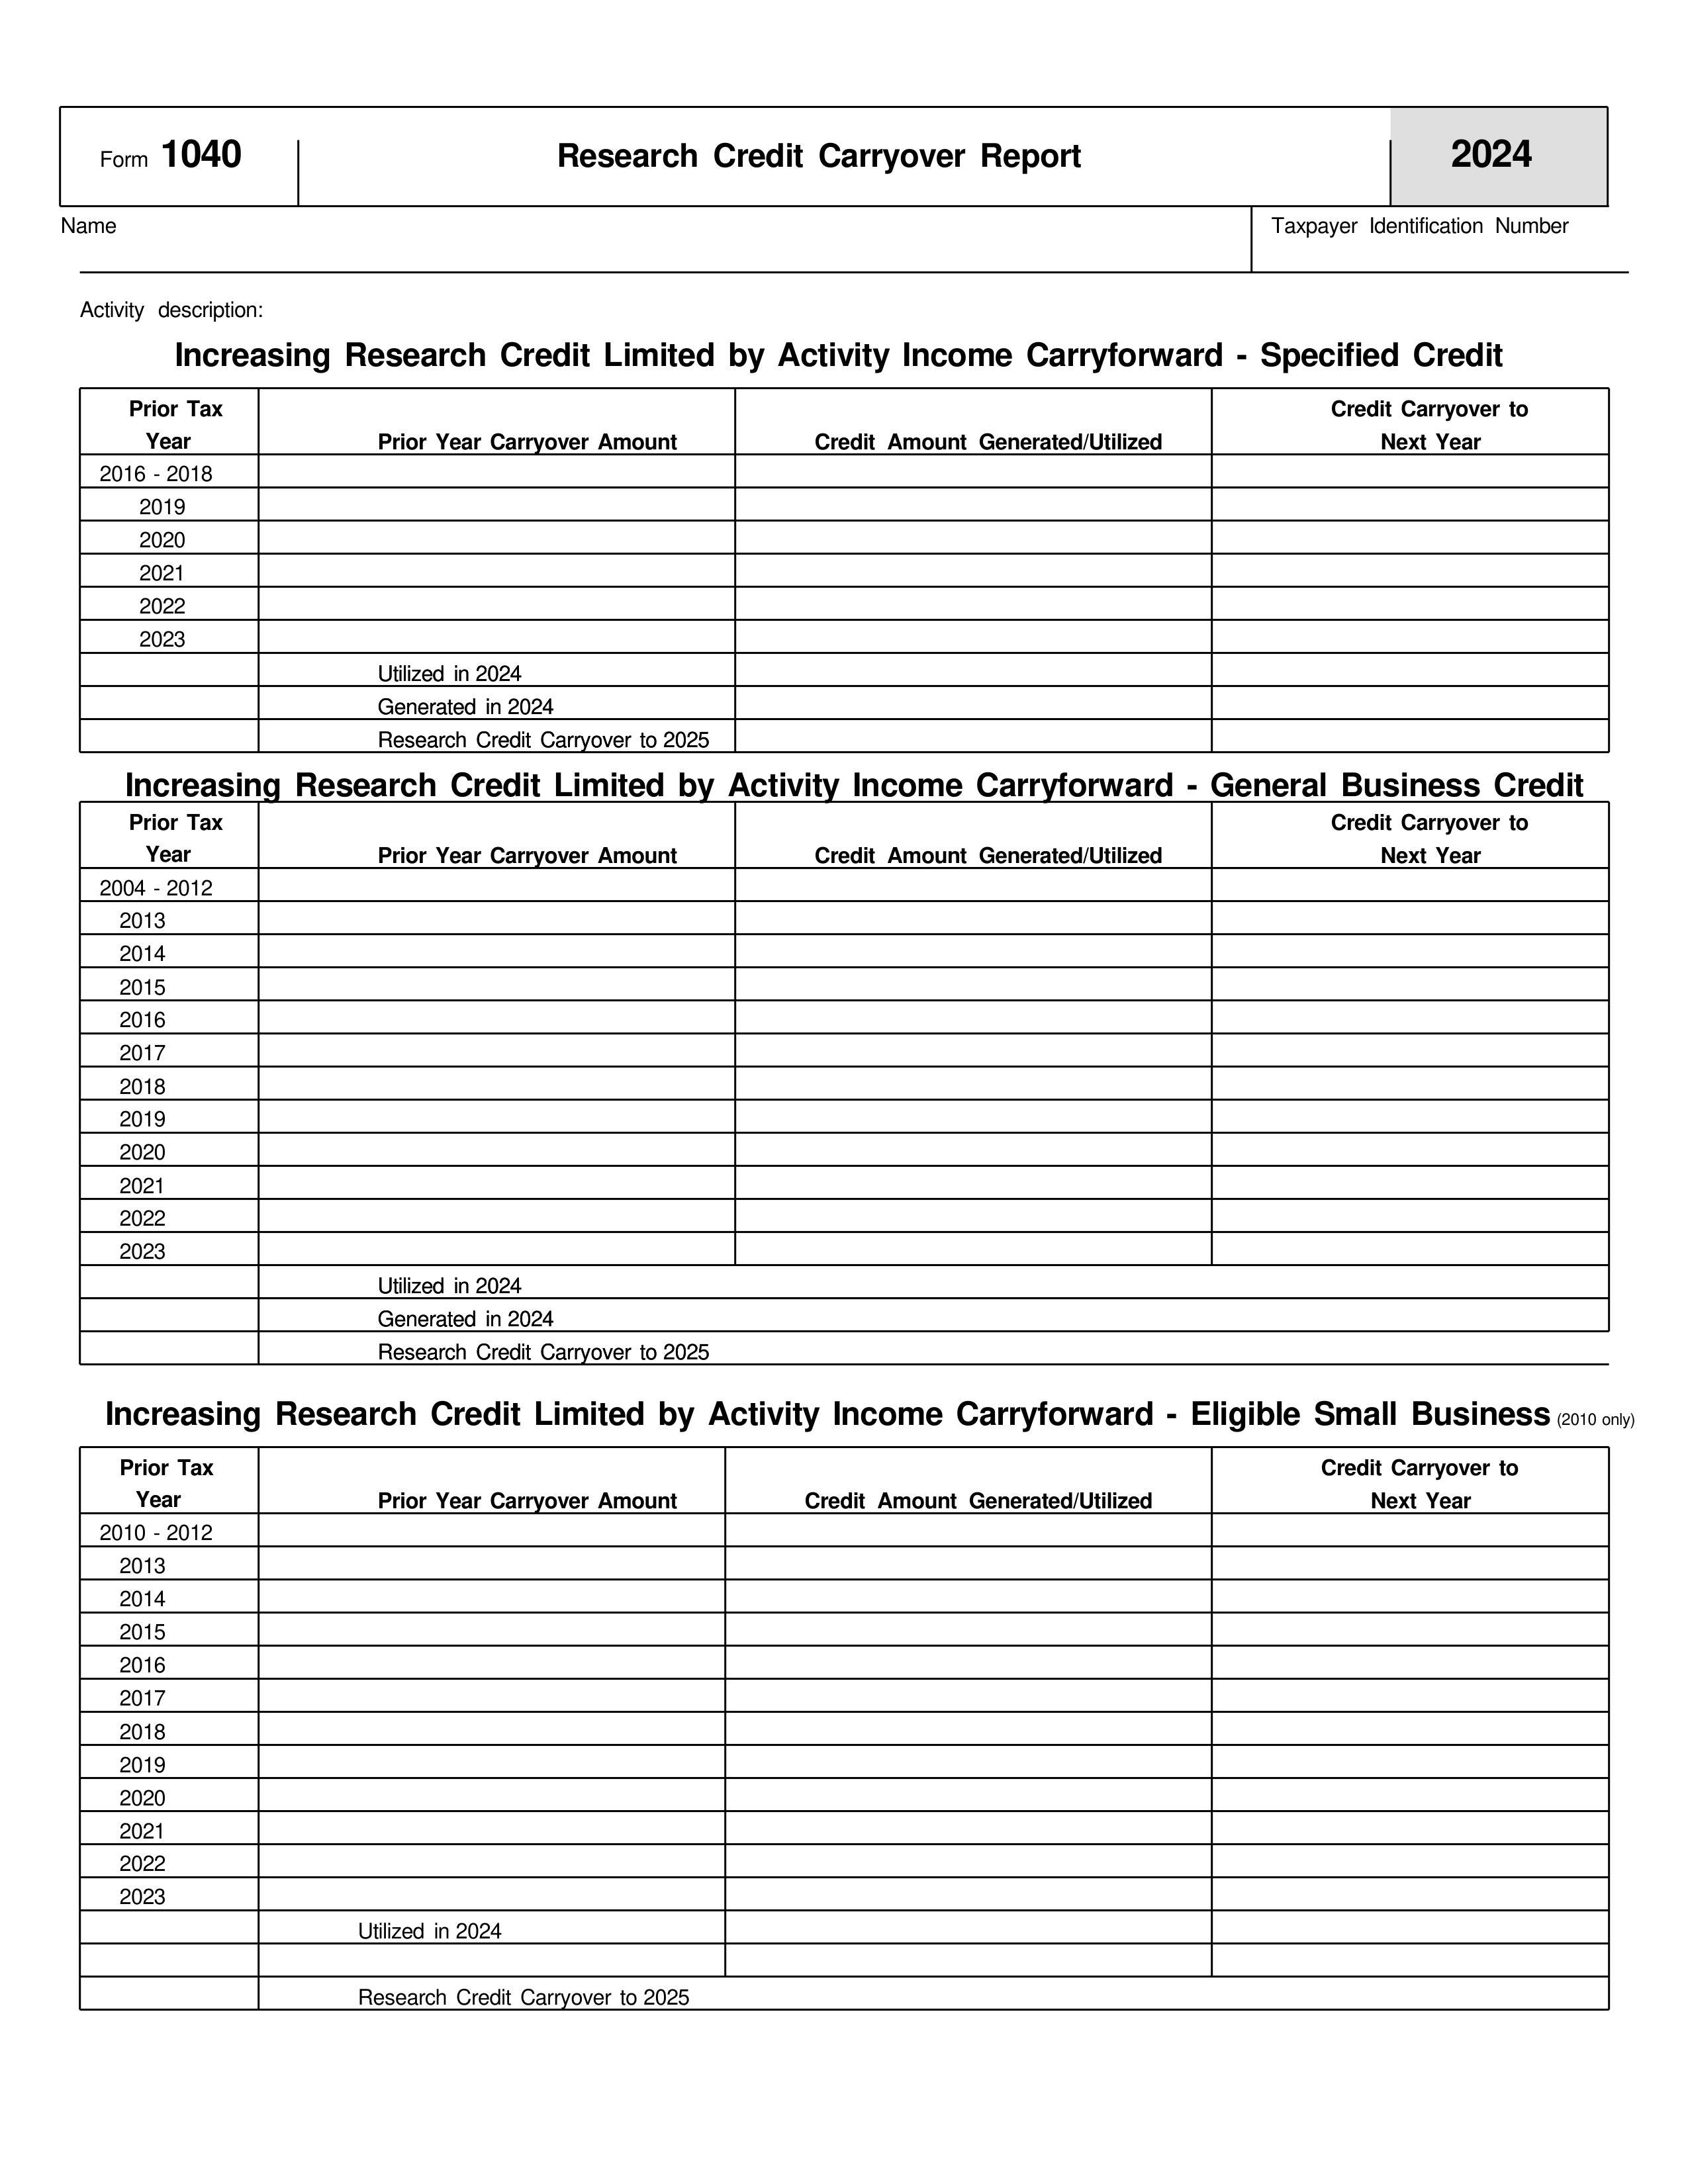 Form 1040 Research Credit Carryover Report 2024
Name Taxpayer Identification Number
Activity description:
Increasing Research Credit Limited by Activity Income Carryforward - Specified Credit
Prior Tax Credit Carryover to
Year Prior Year Carryover Amount Credit Amount Generated/Utilized Next Year
2016 - 2018
2019
2020
2021
2022
2023
Utilized in 2024
Generated in 2024
Research Credit Carryover to 2025
Increasing Research Credit Limited by Activity Income Carryforward - General Business Credit
Prior Tax Credit Carryover to
Year Prior Year Carryover Amount Credit Amount Generated/Utilized Next Year
2004 - 2012
2013
2014
2015
2016
2017
2018
2019
2020
2021
2022
2023
Utilized in 2024
Generated in 2024
Research Credit Carryover to 2025
Increasing Research Credit Limited by Activity Income Carryforward - Eligible Small Business (2010 only)
Prior Tax Credit Carryover to
Year Prior Year Carryover Amount Credit Amount Generated/Utilized Next Year
2010 - 2012
2013
2014
2015
2016
2017
2018
2019
2020
2021
2022
2023
Utilized in 2024
Research Credit Carryover to 2025